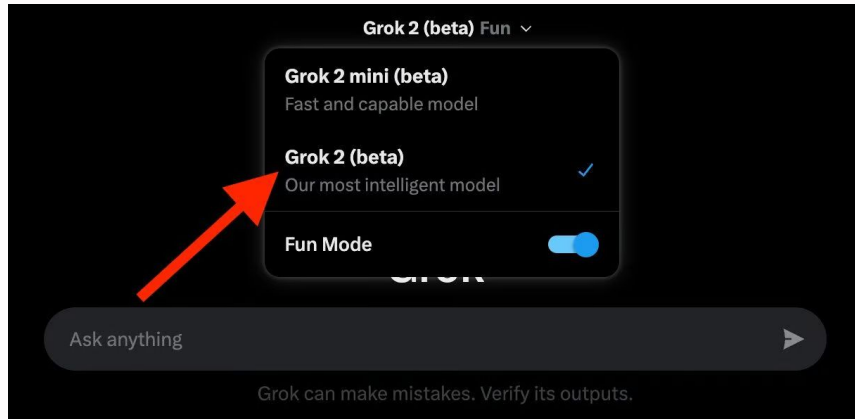 Grok 2 (beta) Fun
Grok 2 mini (beta)
Fast and capable model
Grok 2 (beta)
Our most intelligent model
Fun Mode
Grok
Ask anything
Grok can make mistakes. Verify its outputs.